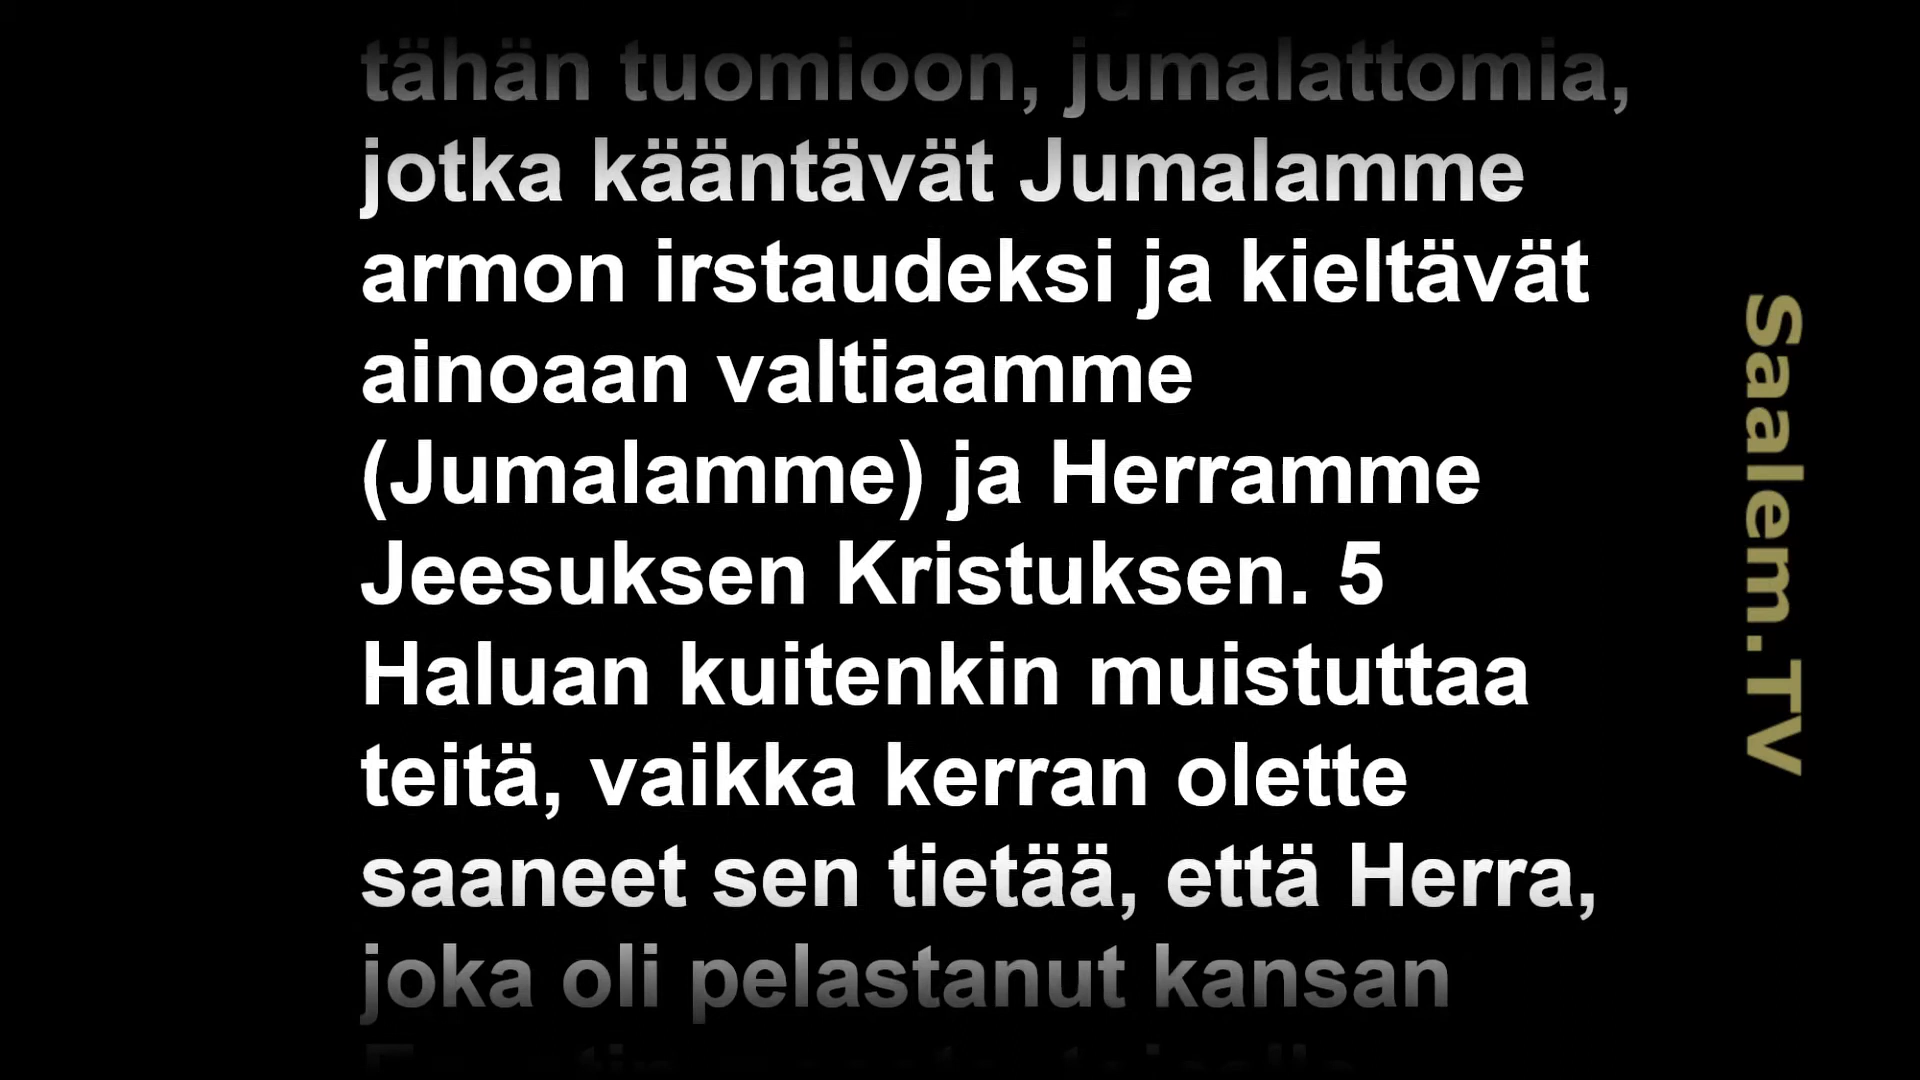 tähän tuomioon, jumalattomia,
jotka kääntävät Jumalamme
armon irstaudeksi ja kieltävät
ainoaan valtiaamme
(Jumalamme) ja Herramme
Jeesuksen Kristuksen. 5
Haluan kuitenkin muistuttaa
teitä, vaikka kerran olette
saaneet sen tietää, että Herra,
joka oli pelastanut kansan
Saalem.TV